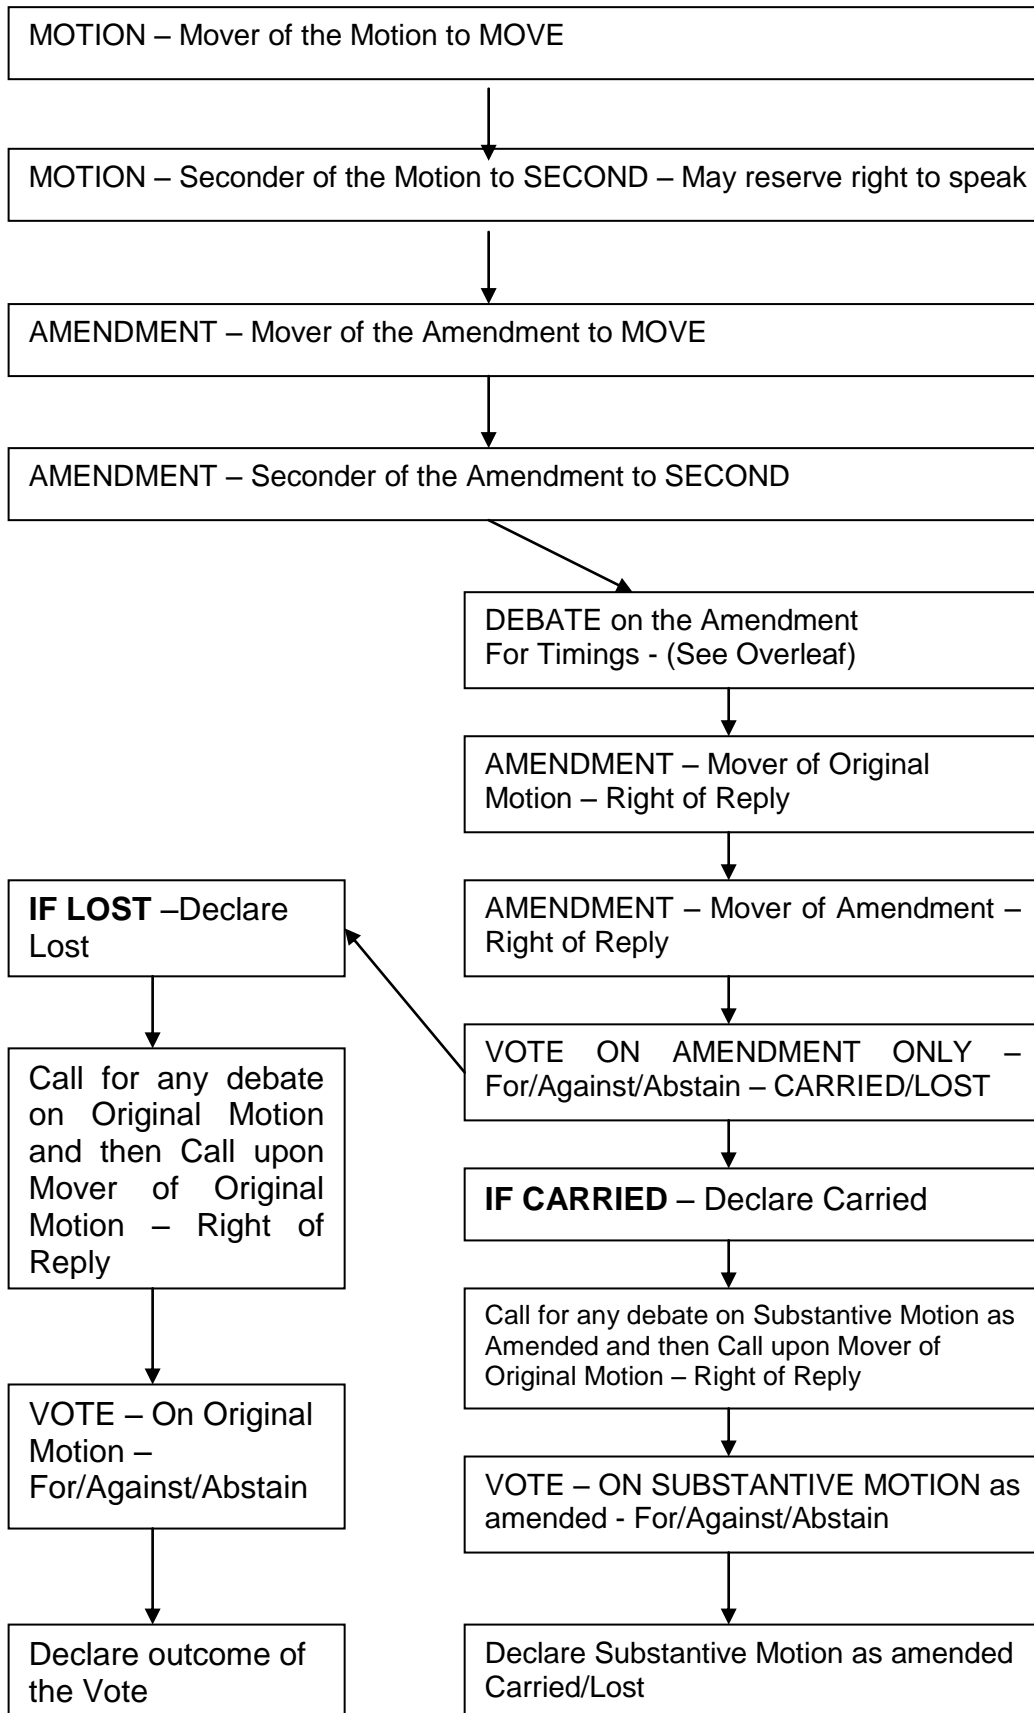 MOTION – Mover of the Motion to MOVE
MOTION – Seconder of the Motion to SECOND – May reserve right to speak
AMENDMENT – Mover of the Amendment to MOVE
AMENDMENT – Seconder of the Amendment to SECOND
DEBATE on the Amendment
For Timings - (See Overleaf)
AMENDMENT – Mover of Original
Motion – Right of Reply
AMENDMENT – Mover of Amendment –
Right of Reply
VOTE ON AMENDMENT ONLY –
For/Against/Abstain – CARRIED/LOST
IF LOST –Declare
Lost
Call for any debate
on Original Motion
and then Call upon
Mover of Original
Motion – Right of
Reply
VOTE – On Original
Motion –
For/Against/Abstain
Declare outcome of
the Vote
IF CARRIED – Declare Carried
Call for any debate on Substantive Motion as
Amended and then Call upon Mover of
Original Motion – Right of Reply
VOTE – ON SUBSTANTIVE MOTION as
amended - For/Against/Abstain
Declare Substantive Motion as amended
Carried/Lost